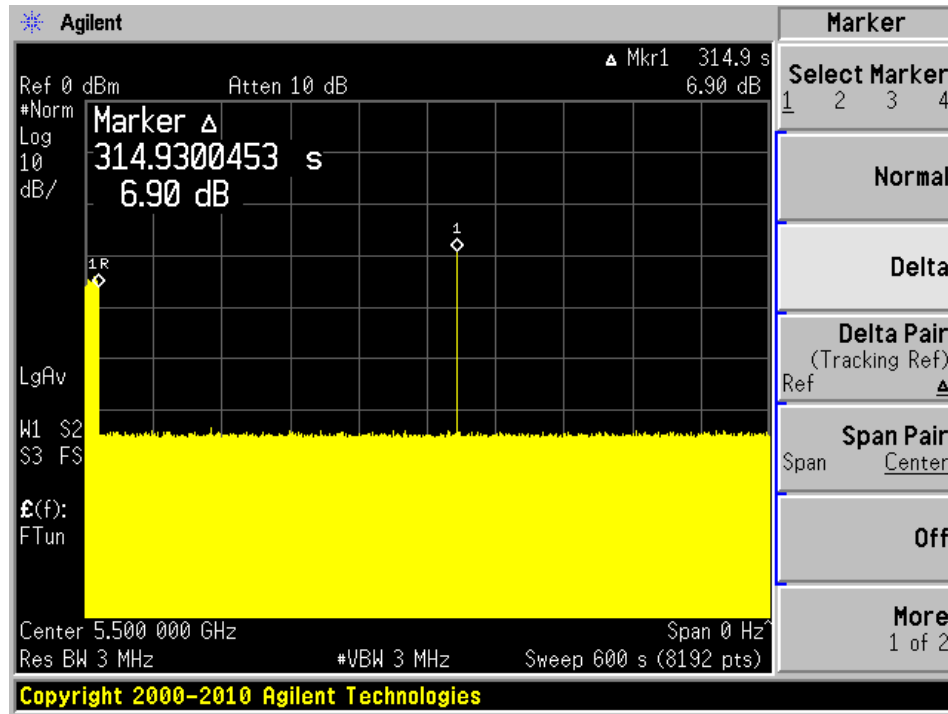 Agilent
Marker
Δ Mkr1 314.9 s
Ref 0 dBm Atten 10 dB 6.90 dB
#Norm
Log
10
dB/
Marker Δ
314.9300453 s
6.90 dB
1R
1
LgAv
W1 S2
S3 FS
£(f):
FTun
Center 5.500 000 GHz Span 0 Hz^
Res BW 3 MHz #VBW 3 MHz Sweep 600 s (8192 pts)
Copyright 2000-2010 Agilent Technologies
Select Marker
1 2 3 4
Normal
Delta
Delta Pair
(Tracking Ref)
Ref Δ
Span Pair
Span Center
Off
More
1 of 2